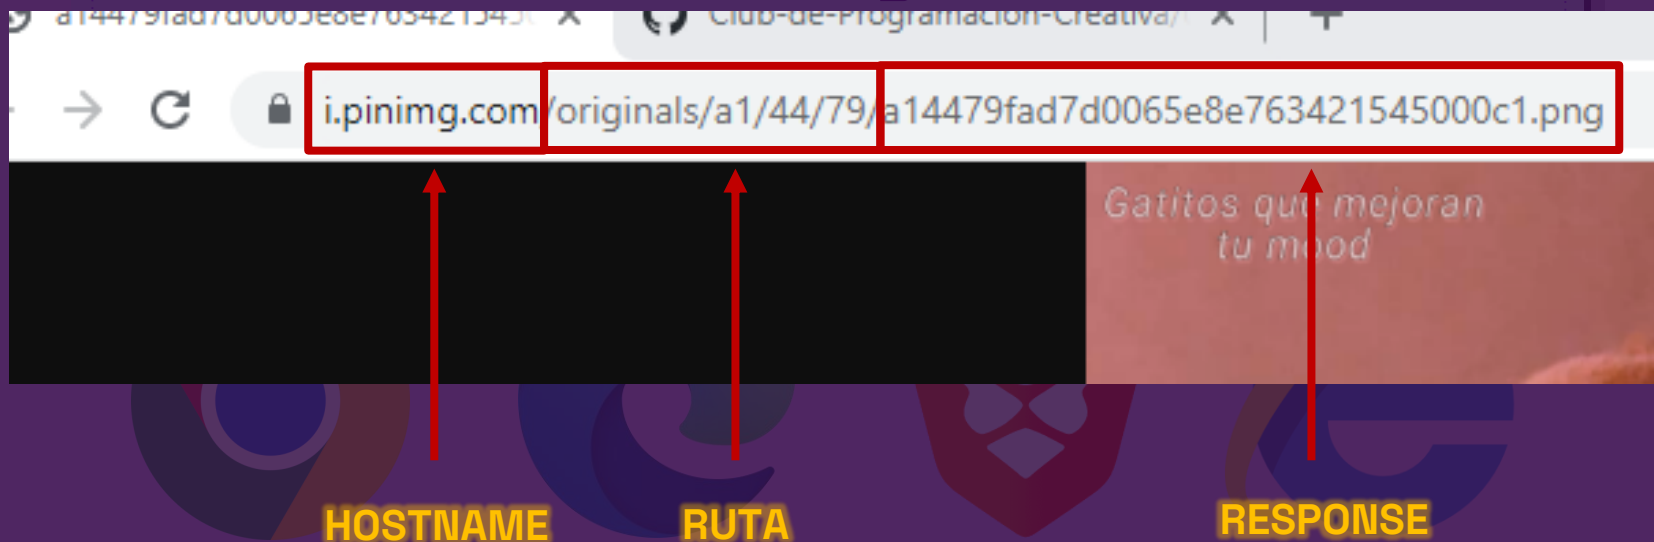 a14479fad7d0065e8e7634215450
Club-de-Programacion-Creativa/
i.pinimg.com/originals/a1/44/79/a14479fad7d0065e8e763421545000c1.png
Gatitos que mejoran
tu mood
HOSTNAME RUTA RESPONSE